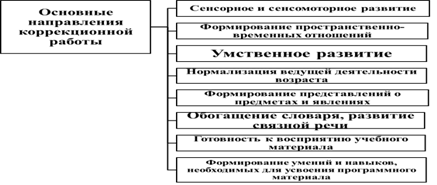 Основные
направления
коррекционной
работы
Сенсорное и сенсомоторное развитие
Формирование пространственно-
временных отношений
Умственное развитие
Нормализация ведущей деятельности
возраста
Формирование представлений о
предметах и явлениях
Обогащение словаря, развитие
связной речи
Готовность к восприятию учебного
материала
Формирование умений и навыков,
необходимых для усвоения программного
материала